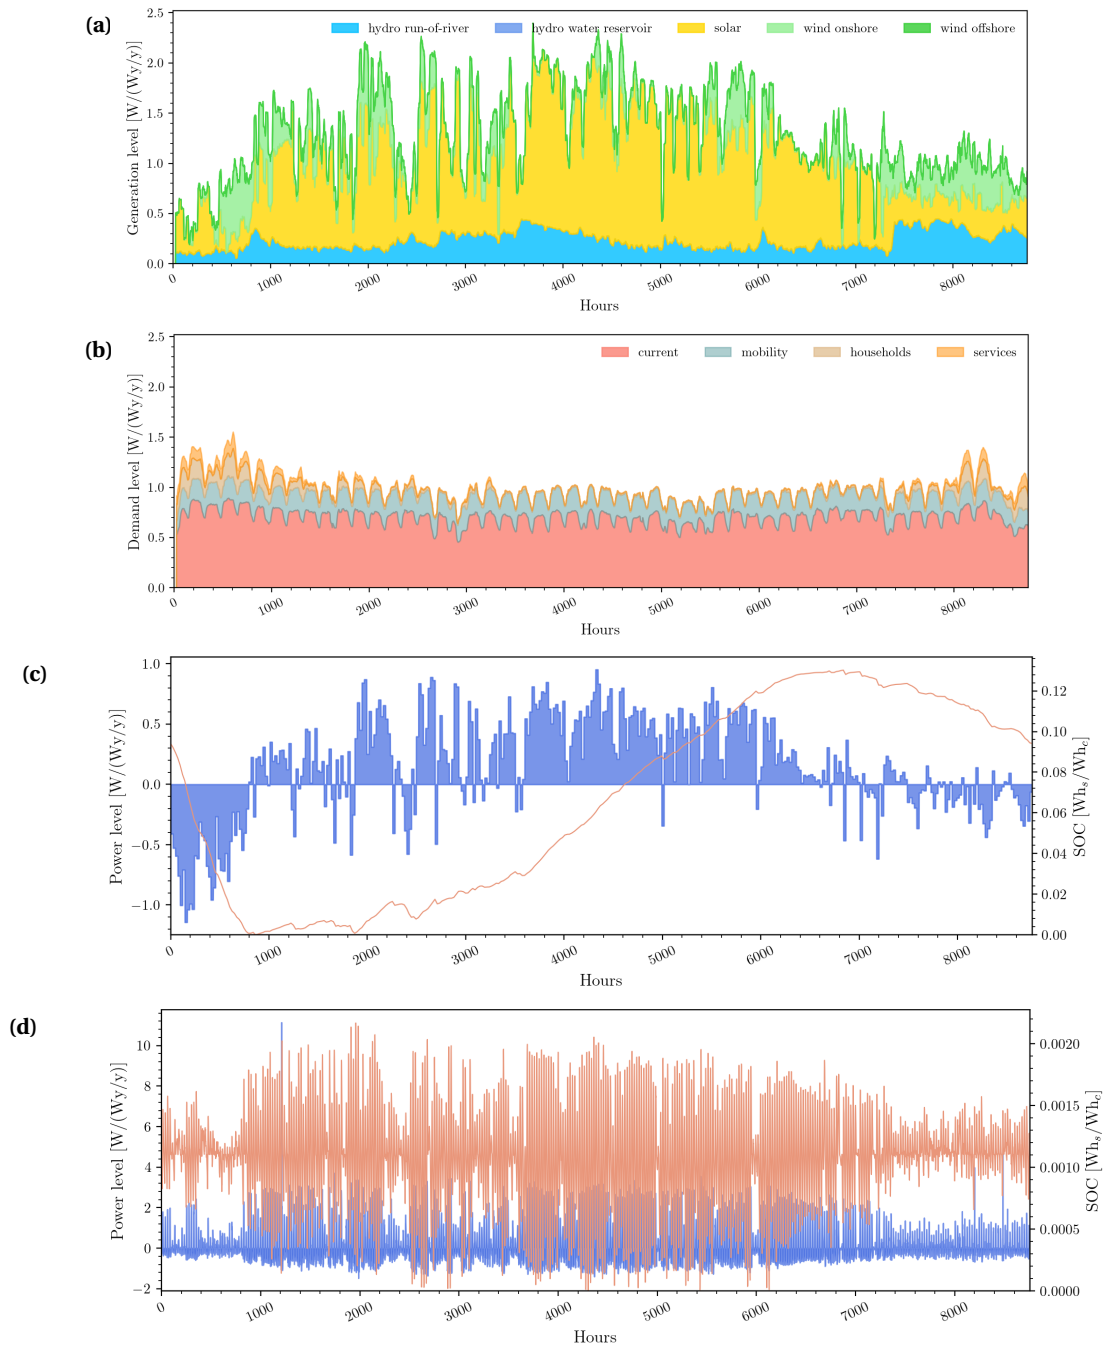 (a)
hydro run-of-river hydro water reservoir solar wind onshore wind offshore
Generation level [W/(Wy/y)]
2.5
2.0
1.5
1.0
0.5
0.0
0 1000 2000 3000 4000 5000 6000 7000 8000
Hours
(b)
current mobility households services
Demand level [W/(Wy/y)]
2.5
2.0
1.5
1.0
0.5
0.0
0 1000 2000 3000 4000 5000 6000 7000 8000
Hours
(c)
Power level [W/(Wy/y)]
1.0
0.5
0.0
−0.5
−1.0
0.12
0.10
0.08
0.06
0.04
0.02
0.00
SOC [Whₛ/Wh꜀]
0 1000 2000 3000 4000 5000 6000 7000 8000
Hours
(d)
Power level [W/(Wy/y)]
10
8
6
4
2
0
−2
0.0020
0.0015
0.0010
0.0005
0.0000
SOC [Whₛ/Wh꜀]
0 1000 2000 3000 4000 5000 6000 7000 8000
Hours